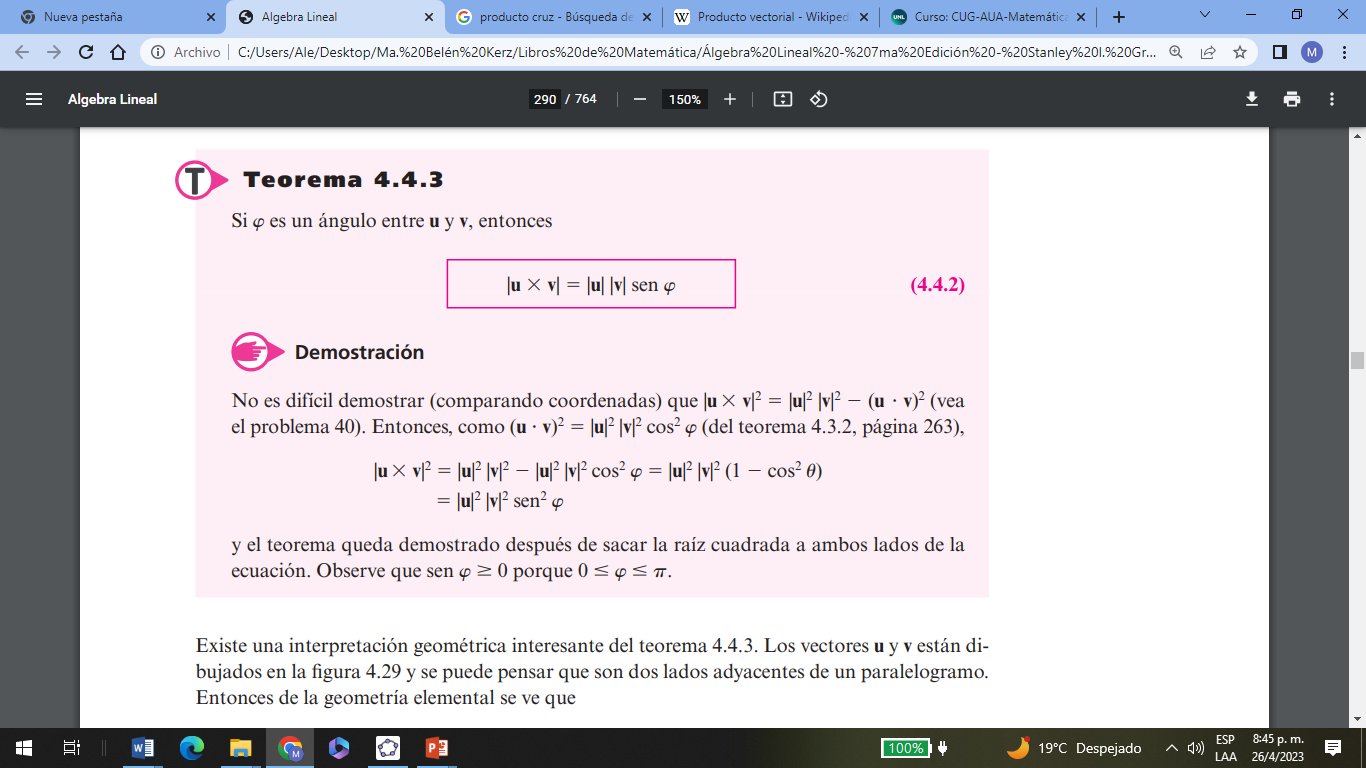 Nueva pestaña
Algebra Lineal
producto cruz - Búsqueda de
Producto vectorial - Wikiped
Curso: CUG-AUA-Matemática
Archivo
C:/Users/Ale/Desktop/Ma.%20Belén%20Kerz/Libros%20de%20Matemática/Álgebra%20Lineal%20-%207ma%20Edición%20-%20Stanley%20I.%20Gr...
M
Algebra Lineal
290 / 764
150%
T Teorema 4.4.3
Si φ es un ángulo entre u y v, entonces
|u × v| = |u| |v| sen φ (4.4.2)
Demostración
No es difícil demostrar (comparando coordenadas) que |u × v|² = |u|² |v|² − (u · v)² (vea
el problema 40). Entonces, como (u · v)² = |u|² |v|² cos² φ (del teorema 4.3.2, página 263),
|u × v|² = |u|² |v|² − |u|² |v|² cos² φ = |u|² |v|² (1 − cos² θ)
= |u|² |v|² sen² φ
y el teorema queda demostrado después de sacar la raíz cuadrada a ambos lados de la
ecuación. Observe que sen φ ≥ 0 porque 0 ≤ φ ≤ π.
Existe una interpretación geométrica interesante del teorema 4.4.3. Los vectores u y v están di-
bujados en la figura 4.29 y se puede pensar que son dos lados adyacentes de un paralelogramo.
Entonces de la geometría elemental se ve que
100%
19°C Despejado
ESP
LAA
8:45 p. m.
26/4/2023